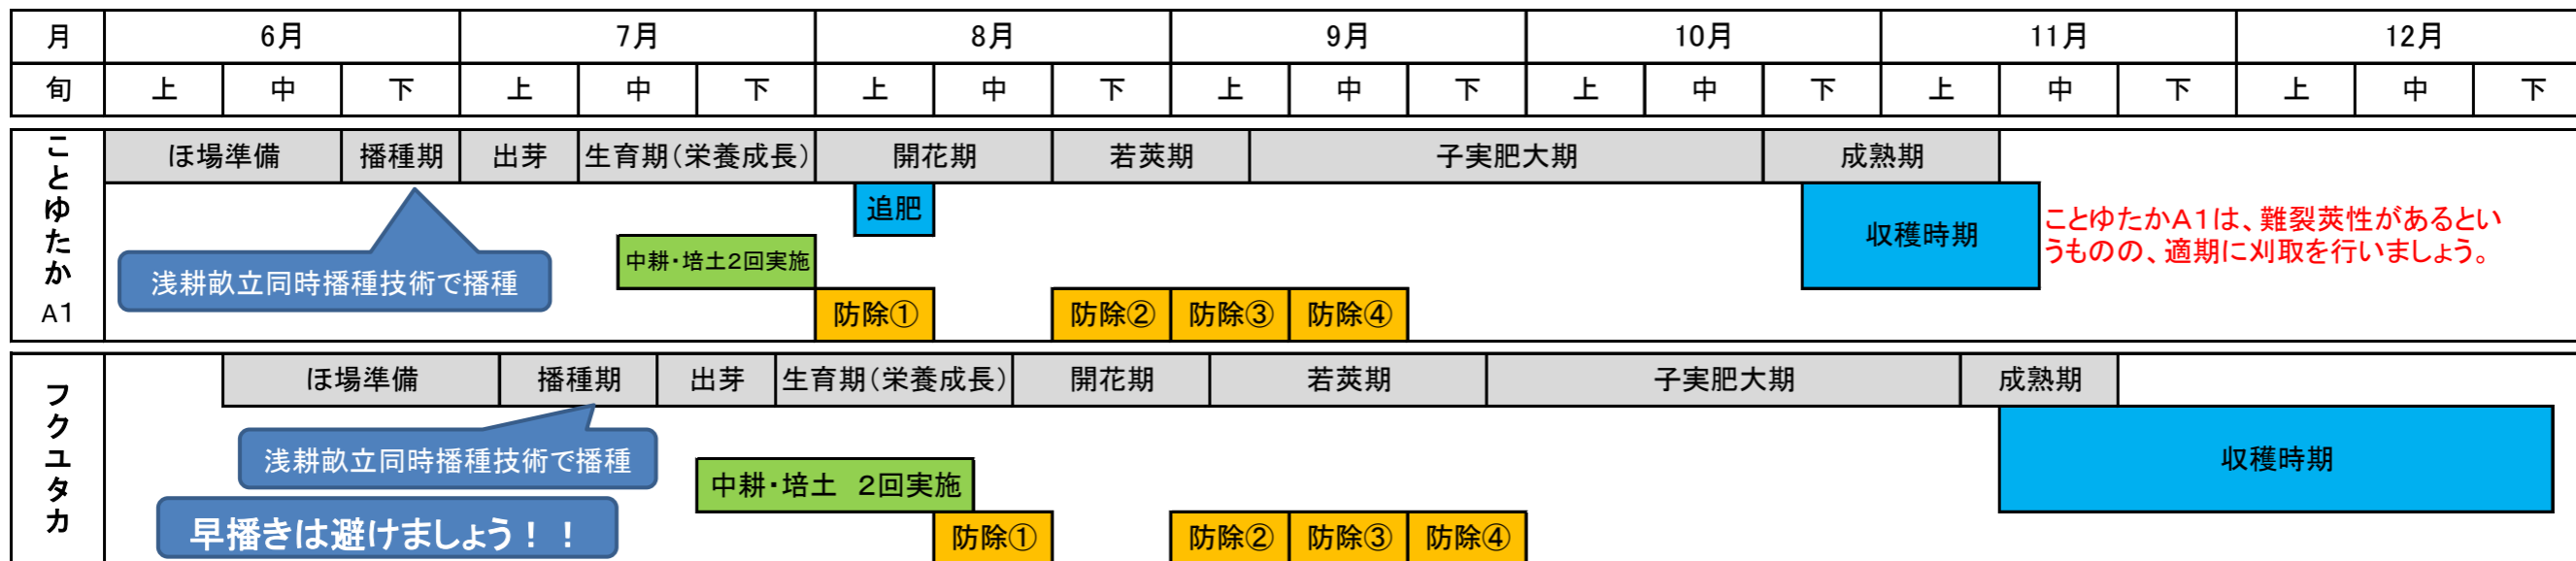 月 6月 7月 8月 9月 10月 11月 12月
旬 上 中 下 上 中 下 上 中 下 上 中 下 上 中 下 上 中 下 上 中 下
ことゆたか
A1
ほ場準備 播種期 出芽 生育期(栄養成長) 開花期 若莢期 子実肥大期 成熟期
追肥
収穫時期
ことゆたかA1は、難裂莢性があるとい
うものの、適期に刈取を行いましょう。
中耕・培土2回実施
浅耕畝立同時播種技術で播種
防除① 防除② 防除③ 防除④
フクユタカ
ほ場準備 播種期 出芽 生育期(栄養成長) 開花期 若莢期 子実肥大期 成熟期
浅耕畝立同時播種技術で播種
収穫時期
中耕・培土 2回実施
早播きは避けましょう!!
防除① 防除② 防除③ 防除④